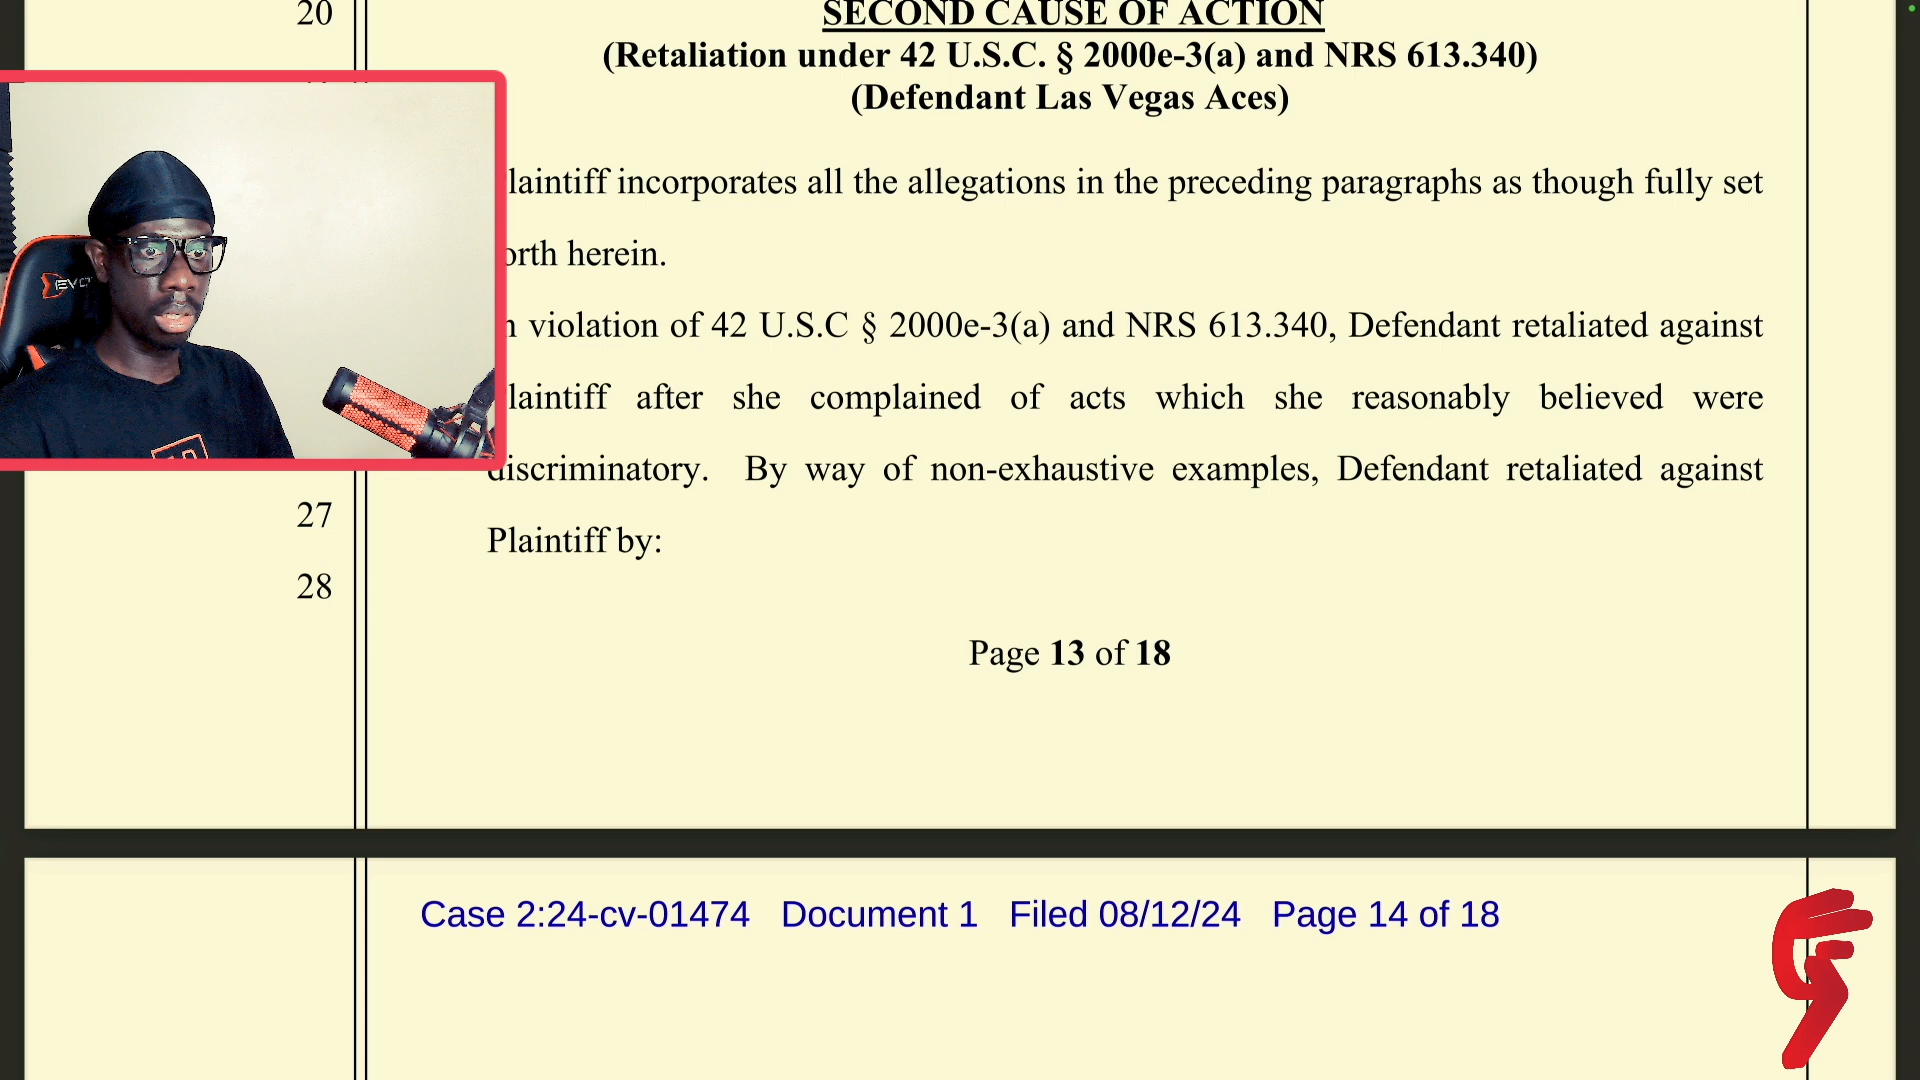 20
SECOND CAUSE OF ACTION
(Retaliation under 42 U.S.C. § 2000e-3(a) and NRS 613.340)
(Defendant Las Vegas Aces)
laintiff incorporates all the allegations in the preceding paragraphs as though fully set
orth herein.
n violation of 42 U.S.C § 2000e-3(a) and NRS 613.340, Defendant retaliated against
laintiff after she complained of acts which she reasonably believed were
discriminatory. By way of non-exhaustive examples, Defendant retaliated against
27
Plaintiff by:
28
Page 13 of 18
Case 2:24-cv-01474 Document 1 Filed 08/12/24 Page 14 of 18